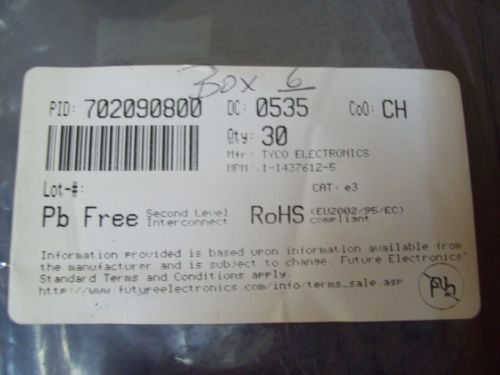 Box 6
PID: 702090800 DC: 0535 CoO: CH
Qty: 30
Mfr: TYCO ELECTRONICS
MPN: 1-1437612-5
Lot-#:
CAT: e3
Pb Free Second Level Interconnect RoHS (EU2002/95/EC) compliant
Information provided is based upon information available from
the manufacturer and is subject to change. Future Electronics'
Standard Terms and Conditions apply.
http://www.futureelectronics.com/info/terms_sale.asp
Pb